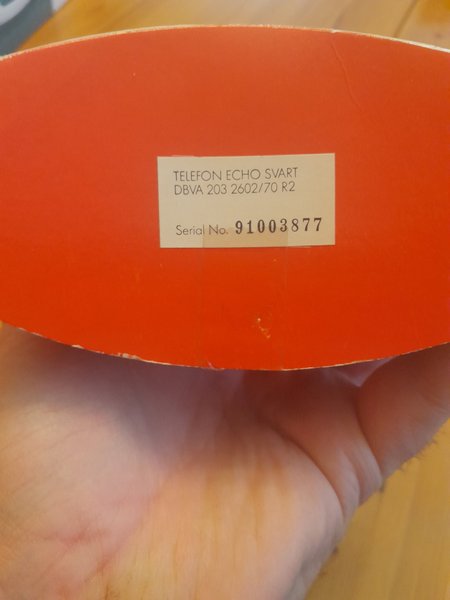 TELEFON ECHO SVART
DBVA 203 2602/70 R2
Serial No. 91003877